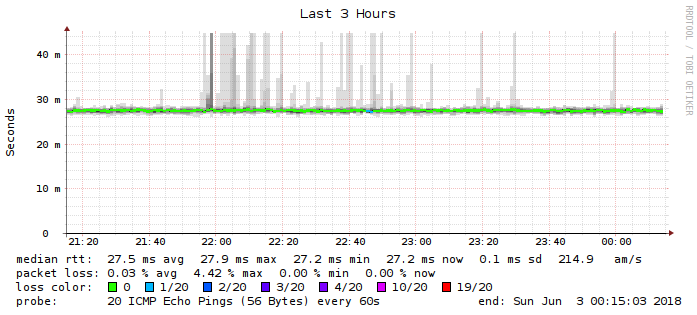 Last 3 Hours
RRDTOOL / TOBI OETIKER
Seconds
40 m
30 m
20 m
10 m
0
21:20 21:40 22:00 22:20 22:40 23:00 23:20 23:40 00:00
median rtt: 27.5 ms avg 27.9 ms max 27.2 ms min 27.2 ms now 0.1 ms sd 214.9 am/s
packet loss: 0.03 % avg 4.42 % max 0.00 % min 0.00 % now
loss color: 0 1/20 2/20 3/20 4/20 10/20 19/20
probe: 20 ICMP Echo Pings (56 Bytes) every 60s end: Sun Jun 3 00:15:03 2018